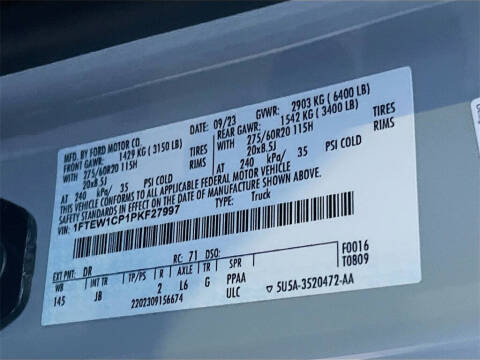 MFD. BY FORD MOTOR CO.
DATE: 09/23 GVWR: 2903 KG ( 6400 LB)
FRONT GAWR: 1429 KG ( 3150 LB) REAR GAWR: 1542 KG ( 3400 LB)
WITH 275/60R20 115H TIRES WITH 275/60R20 115H TIRES
20x8.5J RIMS 20x8.5J RIMS
AT 240 kPa/ 35 PSI COLD AT 240 kPa/ 35 PSI COLD
THIS VEHICLE CONFORMS TO ALL APPLICABLE FEDERAL MOTOR VEHICLE
SAFETY STANDARDS IN EFFECT ON THE DATE OF MANUFACTURE SHOWN ABOVE.
1FTEW1CP1PKF27997 TYPE: Truck
F0016
T0B09
EXT PNT: DR RC: 71 DSO:
WB INT TR TP/PS R AXLE TR SPR
145 JB 2 L6 G PPAA
2202309156674 ULC ▽ 5U5A-3520472-AA